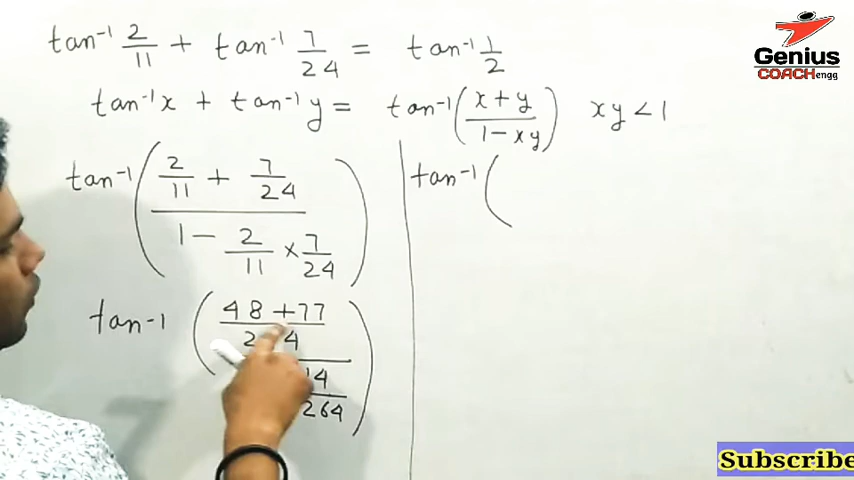 tan⁻¹ 2/11 + tan⁻¹ 7/24 = tan⁻¹ 1/2
tan⁻¹x + tan⁻¹y = tan⁻¹((x + y)/(1 - xy)) xy < 1
tan⁻¹((2/11 + 7/24)/(1 - 2/11 × 7/24))
tan⁻¹(
tan⁻¹ (48 + 77
14
264)
Genius
COACHengg
Subscribe